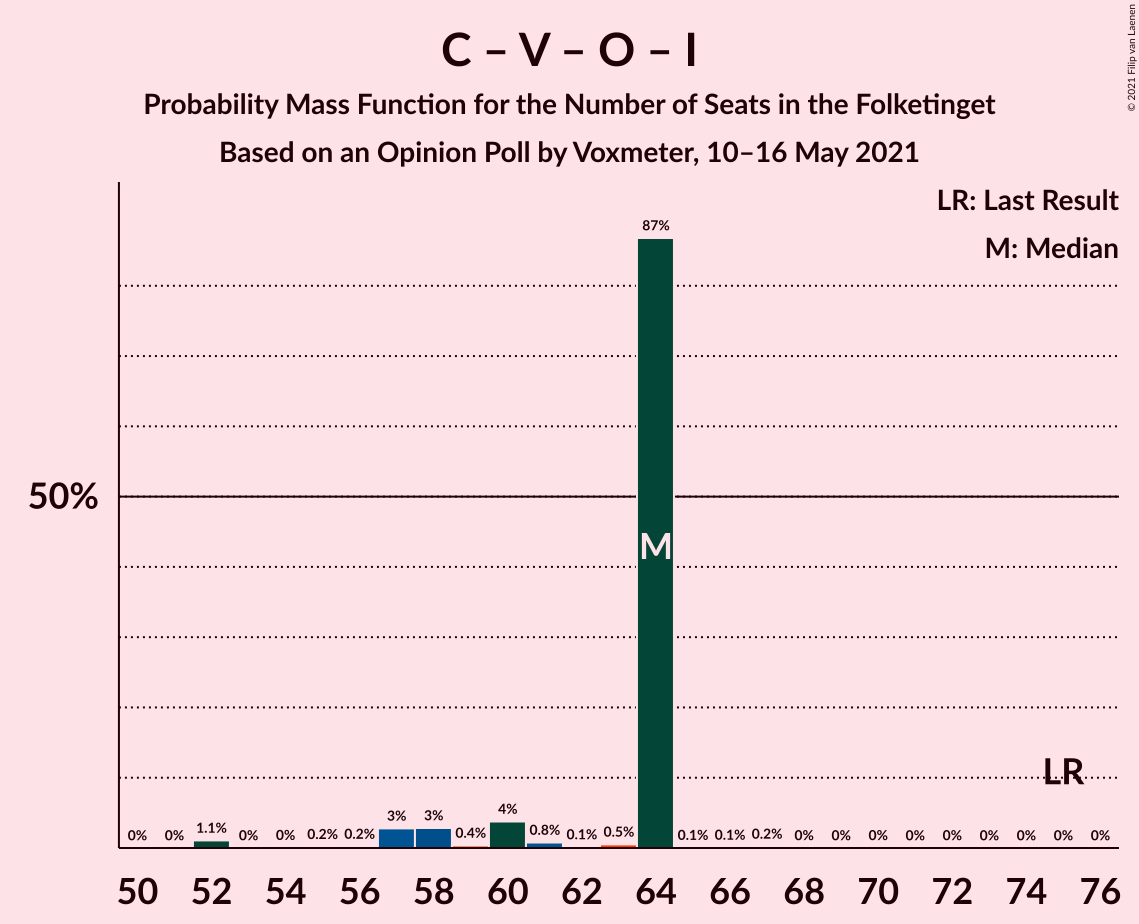 C – V – O – I
Probability Mass Function for the Number of Seats in the Folketinget
Based on an Opinion Poll by Voxmeter, 10–16 May 2021
© 2021 Filip van Laenen
LR: Last Result
M: Median
87%
50%
M
LR
0% 0% 1.1% 0% 0% 0.2% 0.2% 3% 3% 0.4% 4% 0.8% 0.1% 0.5% 0.1% 0.1% 0.2% 0% 0% 0% 0% 0% 0% 0% 0% 0%
50 52 54 56 58 60 62 64 66 68 70 72 74 76